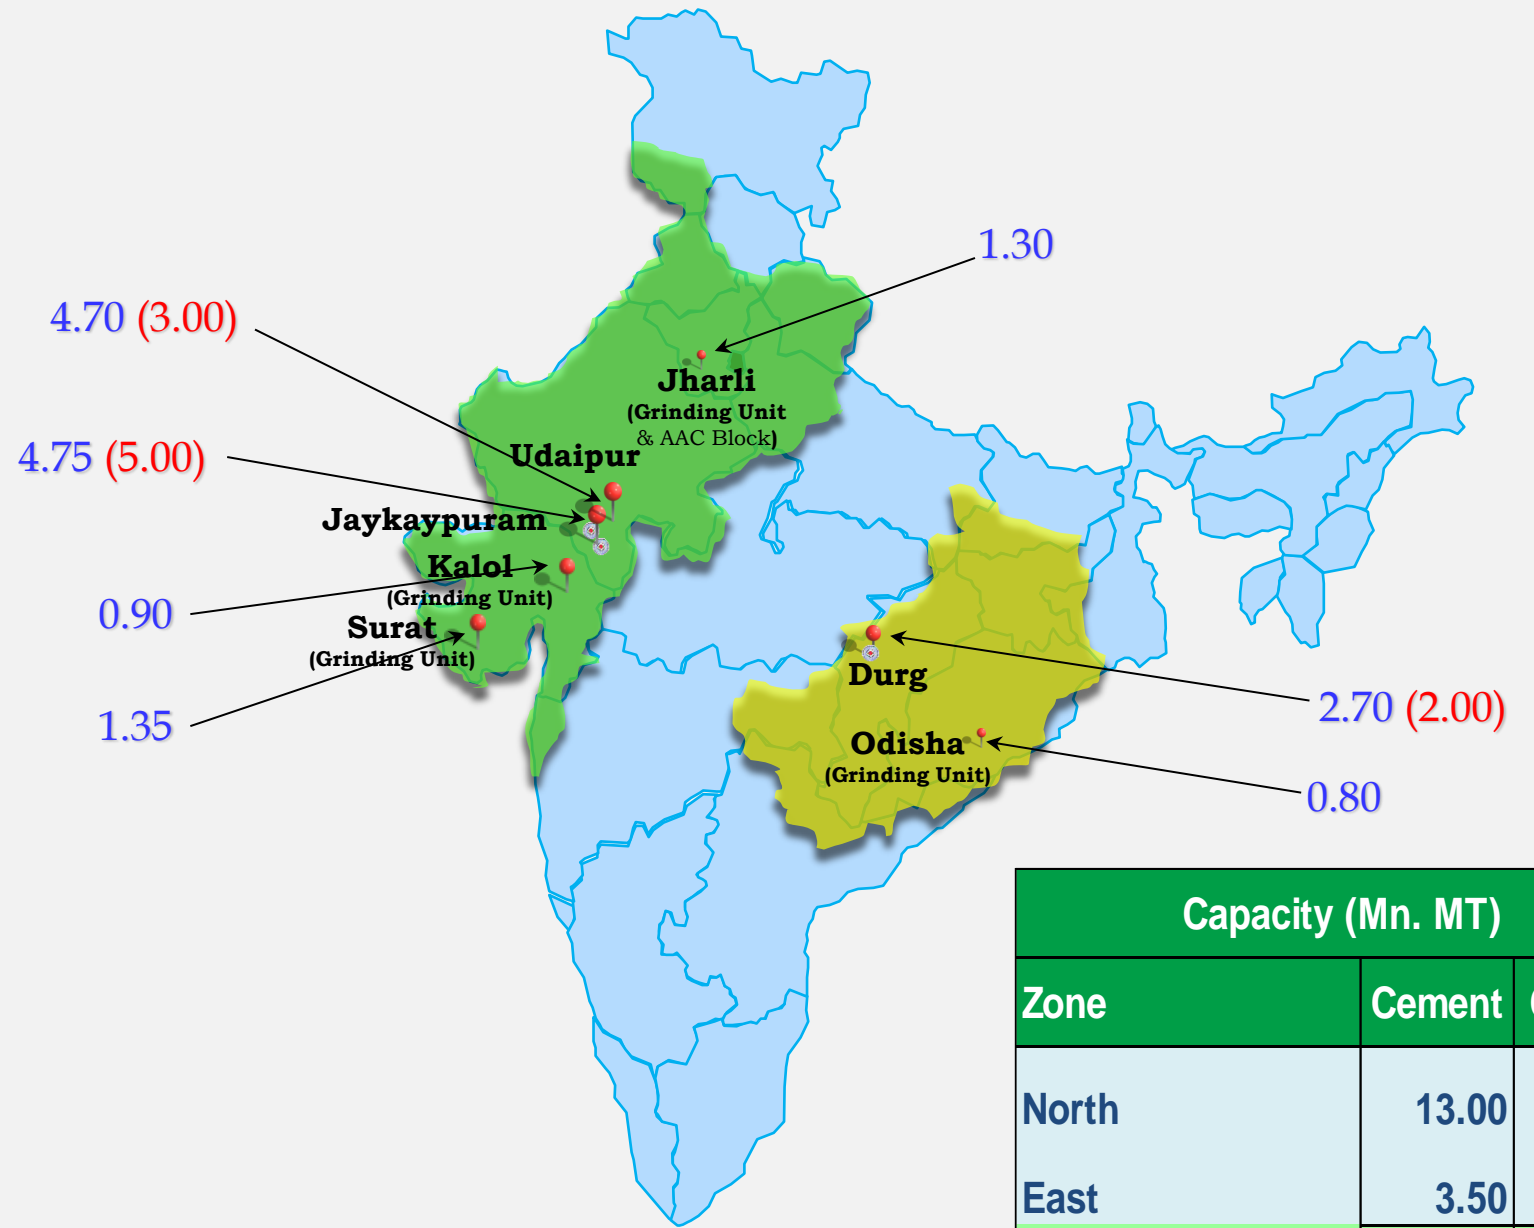 1.30
4.70 (3.00)
Jharli
(Grinding Unit
& AAC Block)
4.75 (5.00)
Udaipur
Jaykaypuram
Kalol
(Grinding Unit)
0.90
Surat
(Grinding Unit)
1.35
Durg
2.70 (2.00)
Odisha
(Grinding Unit)
0.80
Capacity (Mn. MT)
Zone Cement
North 13.00
East 3.50